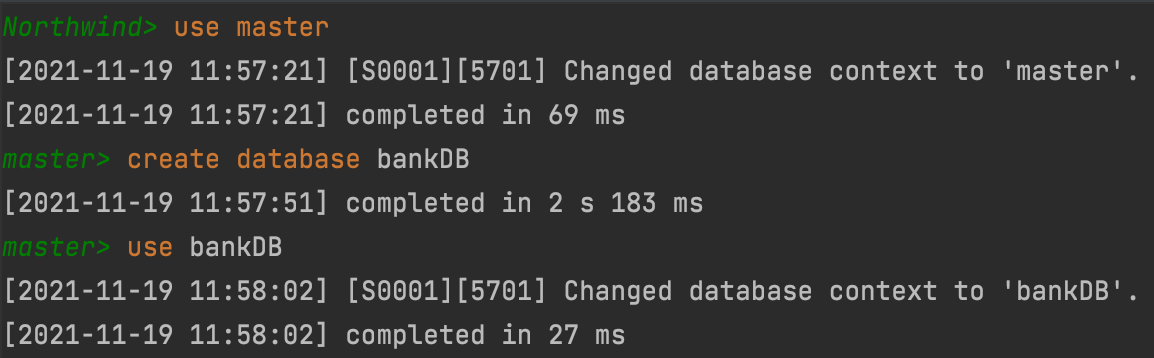 Northwind> use master
[2021-11-19 11:57:21] [S0001][5701] Changed database context to 'master'.
[2021-11-19 11:57:21] completed in 69 ms
master> create database bankDB
[2021-11-19 11:57:51] completed in 2 s 183 ms
master> use bankDB
[2021-11-19 11:58:02] [S0001][5701] Changed database context to 'bankDB'.
[2021-11-19 11:58:02] completed in 27 ms